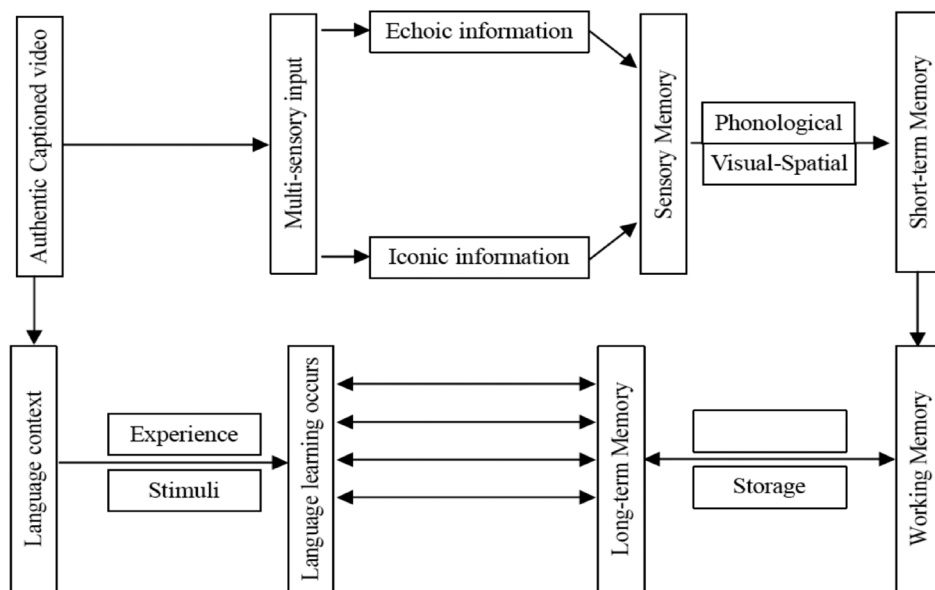 Authentic Captioned video
Multi-sensory input
Echoic information
Iconic information
Sensory Memory
Phonological
Visual-Spatial
Short-term Memory
Language context
Experience
Stimuli
Language learning occurs
Long-term Memory
Storage
Working Memory